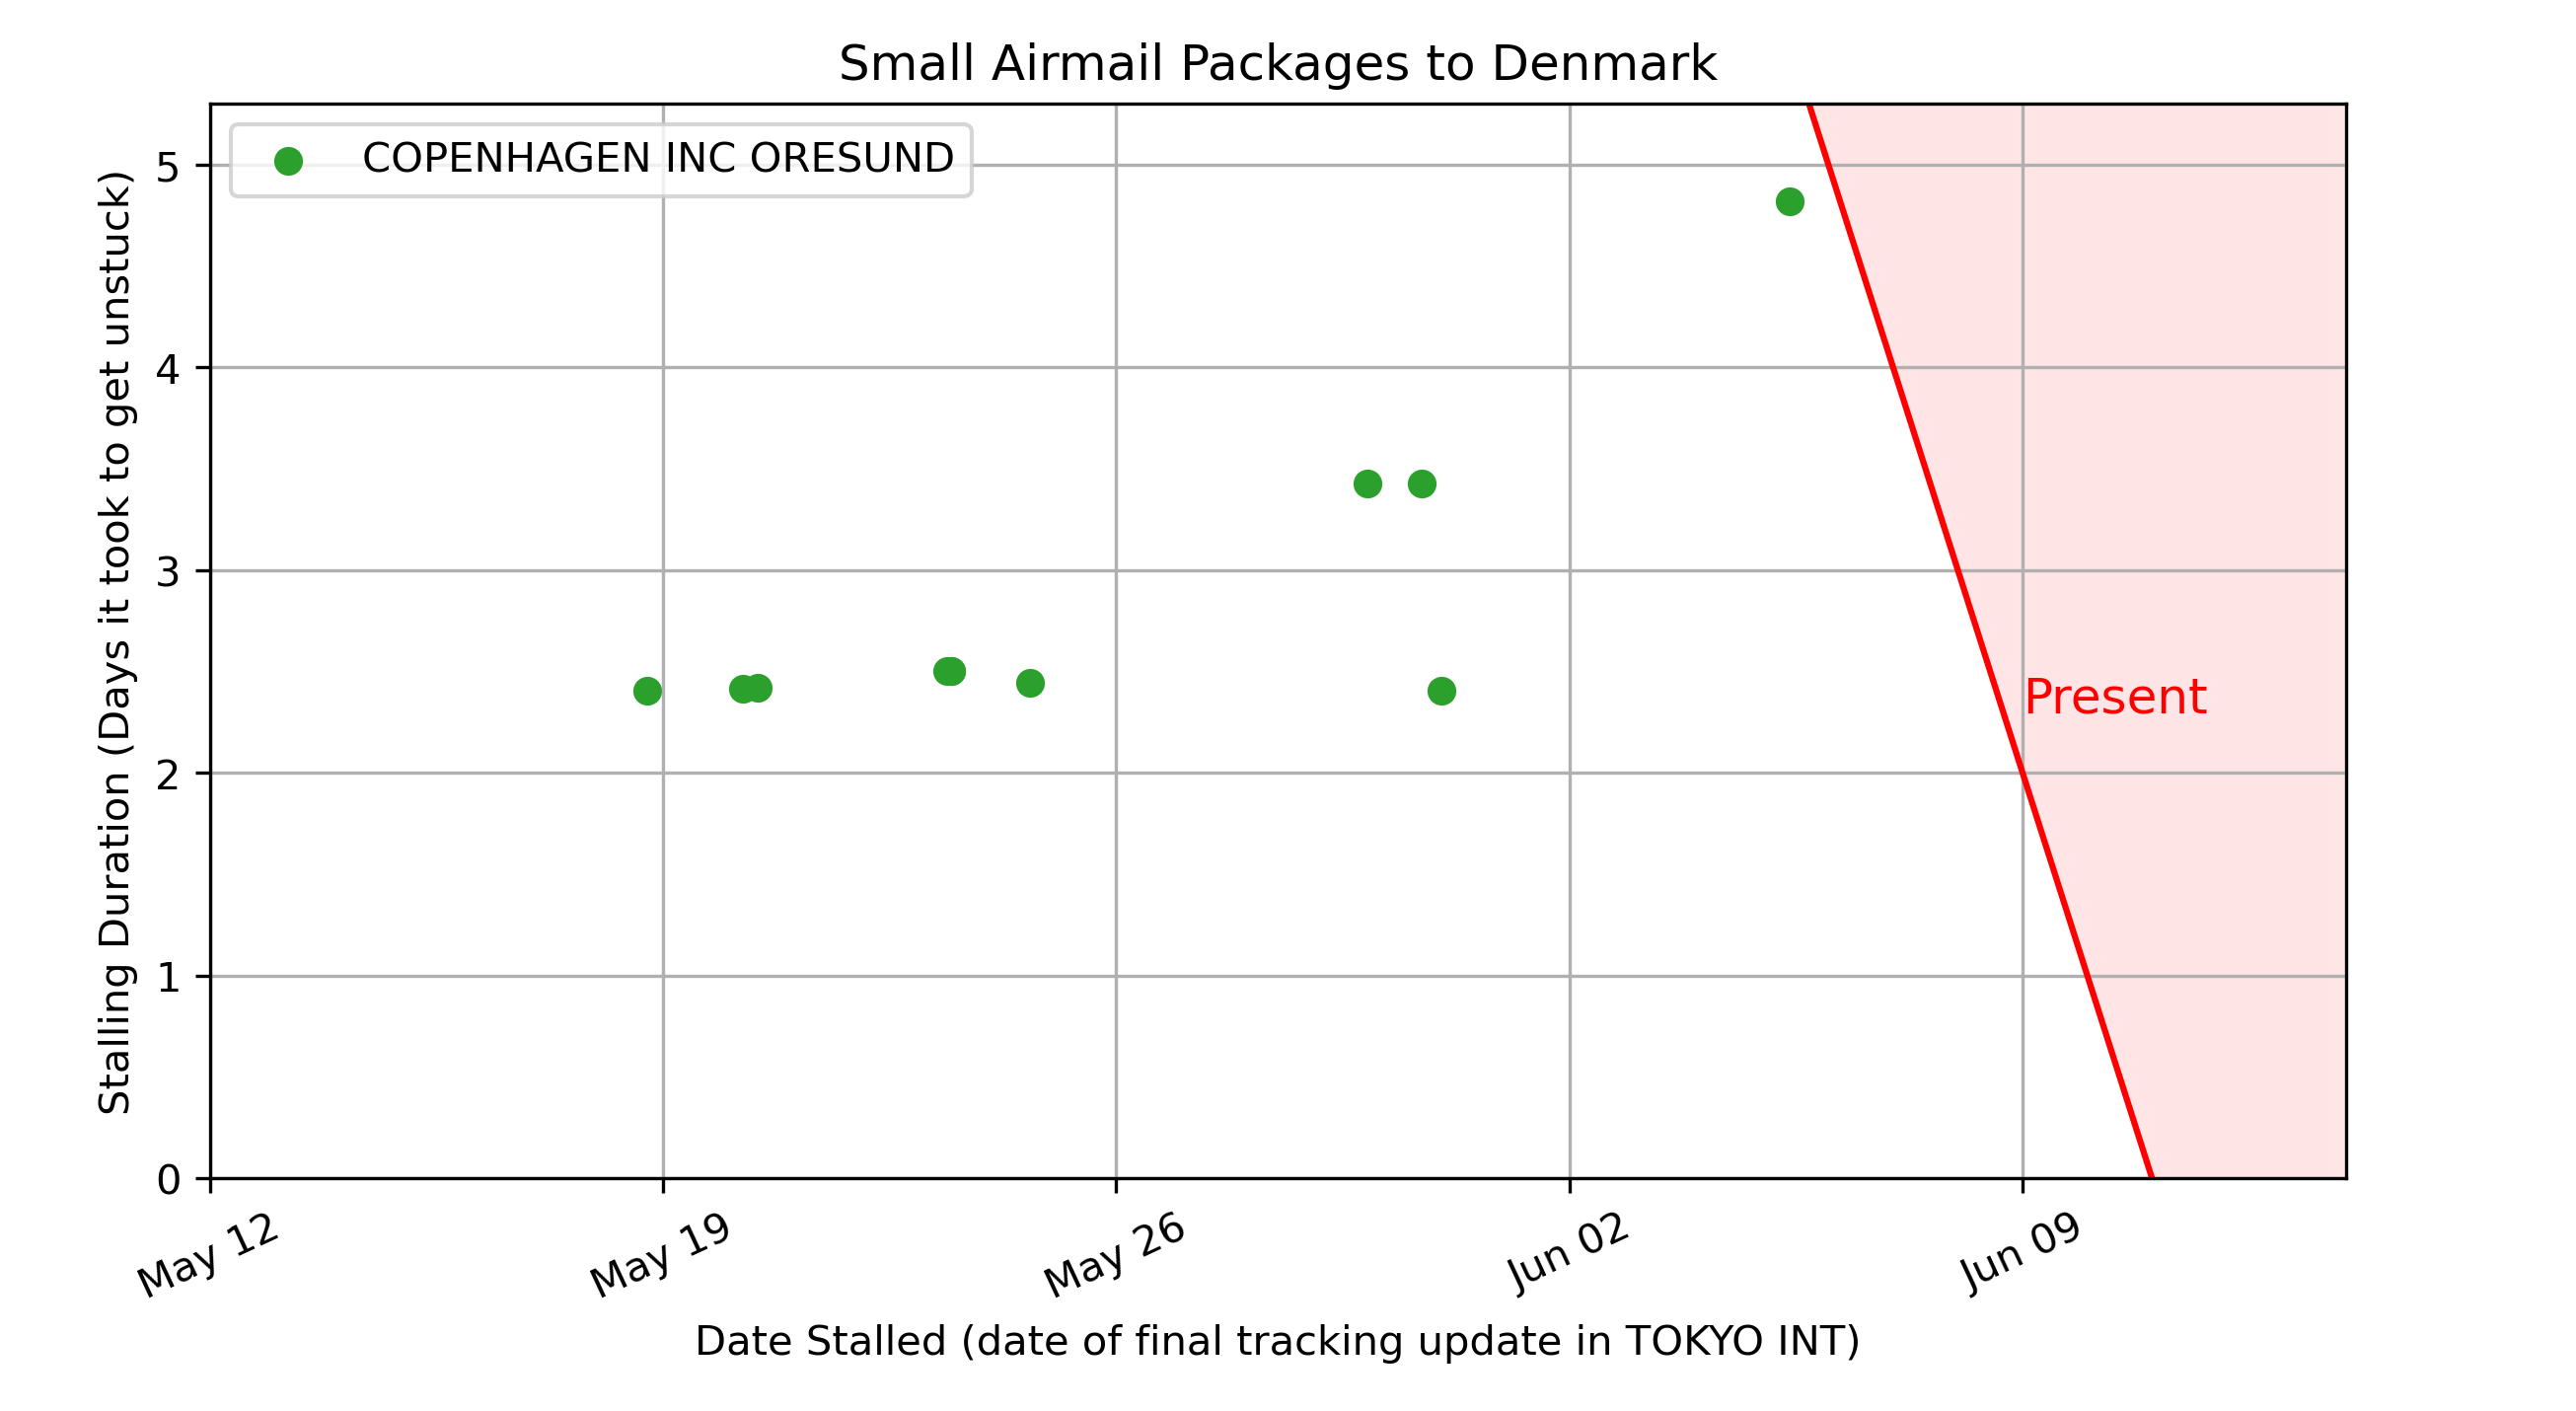 Small Airmail Packages to Denmark
COPENHAGEN INC ORESUND
Stalling Duration (Days it took to get unstuck)
5
4
3
2
1
0
Present
May 12
May 19
May 26
Jun 02
Jun 09
Date Stalled (date of final tracking update in TOKYO INT)